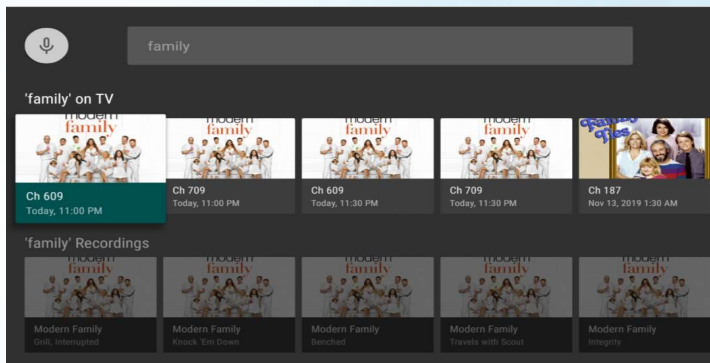 family
'family' on TV
modern
family
modern
family
modern
family
modern
family
Family
Ties
Ch 609
Today, 11:00 PM
Ch 709
Today, 11:00 PM
Ch 609
Today, 11:30 PM
Ch 709
Today, 11:30 PM
Ch 187
Nov 13, 2019 1:30 AM
'family' Recordings
modern
family
modern
family
modern
family
modern
family
modern
family
Modern Family
Grill, Interrupted
Modern Family
Knock 'Em Down
Modern Family
Benched
Modern Family
Travels with Scout
Modern Family
Integrity